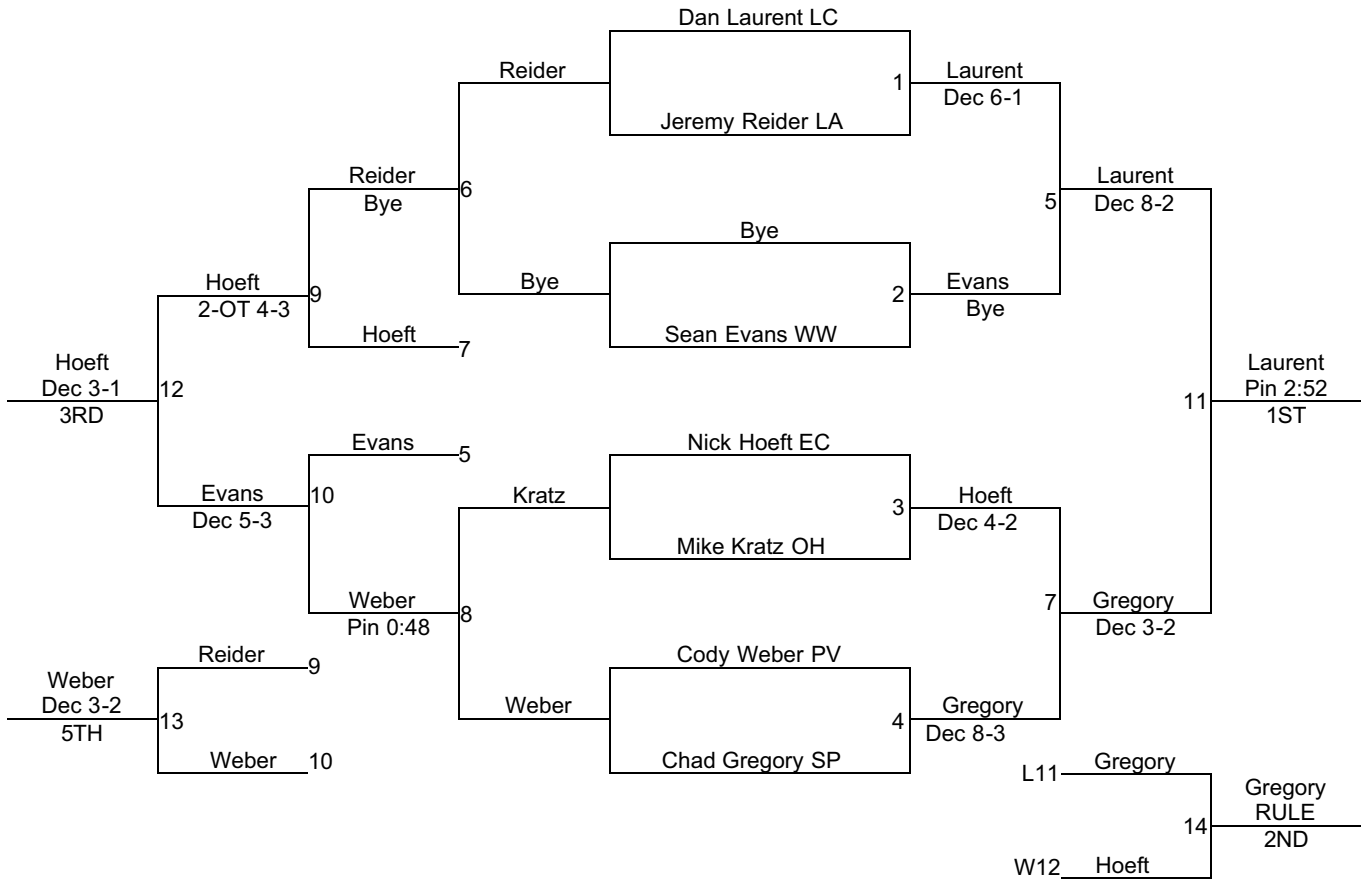 Dan Laurent LC
Reider
1
Laurent
Dec 6-1
Jeremy Reider LA
Reider
Bye
6
Laurent
Dec 8-2
5
Bye
Hoeft
2-OT 4-3
9
Bye
2
Evans
Bye
Hoeft
7
Sean Evans WW
Hoeft
Dec 3-1
3RD
12
11
Laurent
Pin 2:52
1ST
Evans
5
Nick Hoeft EC
Evans
Dec 5-3
10
Kratz
3
Hoeft
Dec 4-2
Mike Kratz OH
Weber
Pin 0:48
8
7
Gregory
Dec 3-2
Reider
9
Cody Weber PV
Weber
Dec 3-2
5TH
13
Weber
4
Gregory
Dec 8-3
Weber
10
Chad Gregory SP
L11
Gregory
14
Gregory
RULE
2ND
W12
Hoeft